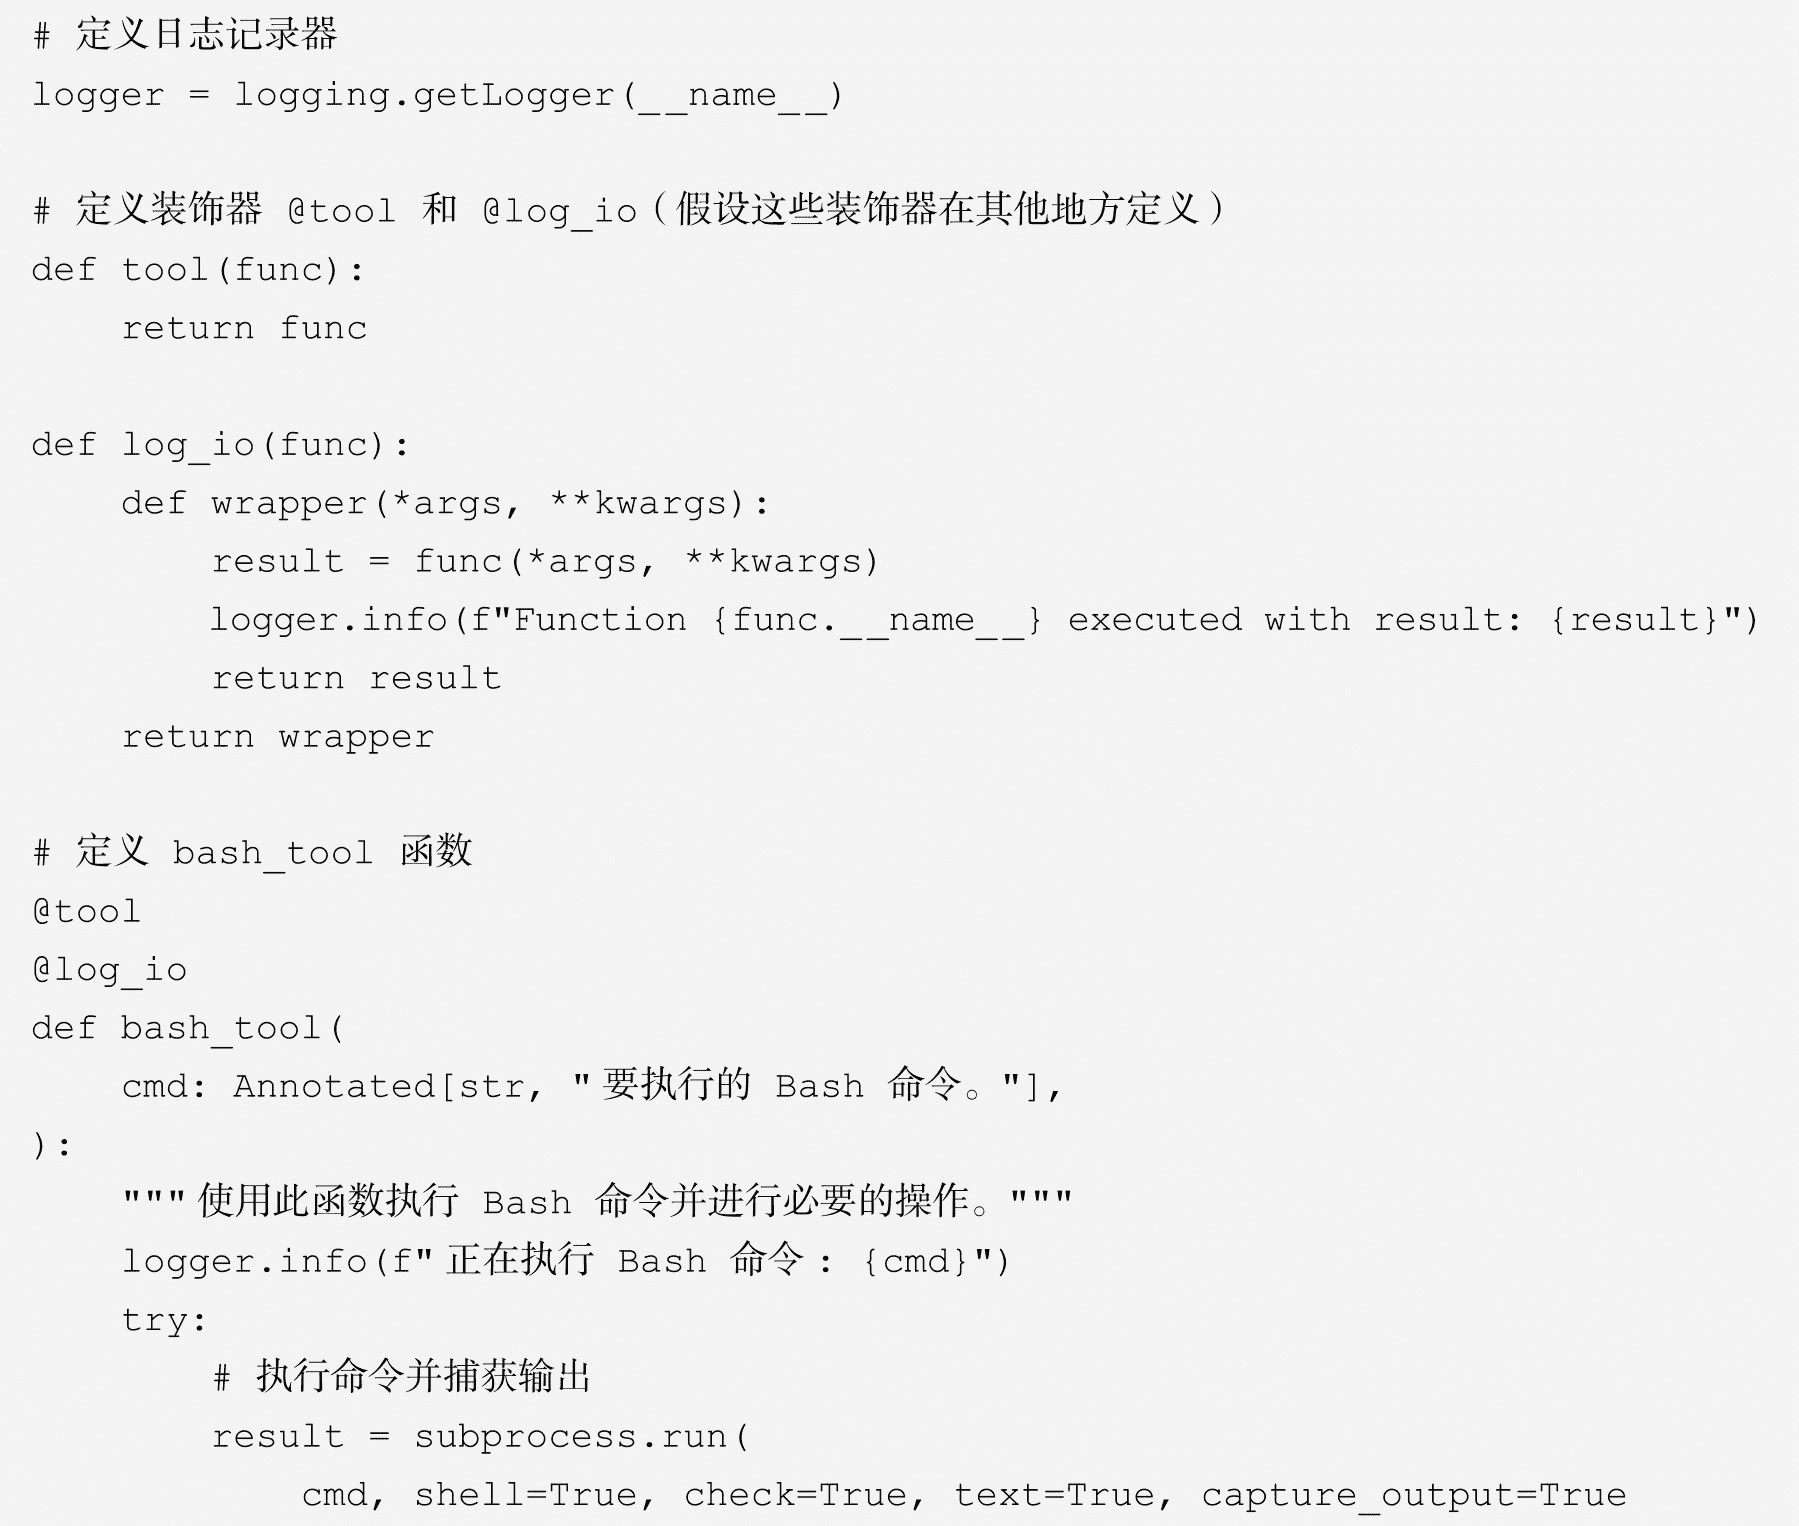 # 定义日志记录器
logger = logging.getLogger(__name__)
# 定义装饰器 @tool 和 @log_io（假设这些装饰器在其他地方定义）
def tool(func):
    return func
def log_io(func):
    def wrapper(*args, **kwargs):
        result = func(*args, **kwargs)
        logger.info(f"Function {func.__name__} executed with result: {result}")
        return result
    return wrapper
# 定义 bash_tool 函数
@tool
@log_io
def bash_tool(
    cmd: Annotated[str, "要执行的 Bash 命令。"],
):
    """使用此函数执行 Bash 命令并进行必要的操作。"""
    logger.info(f"正在执行 Bash 命令: {cmd}")
    try:
        # 执行命令并捕获输出
        result = subprocess.run(
            cmd, shell=True, check=True, text=True, capture_output=True